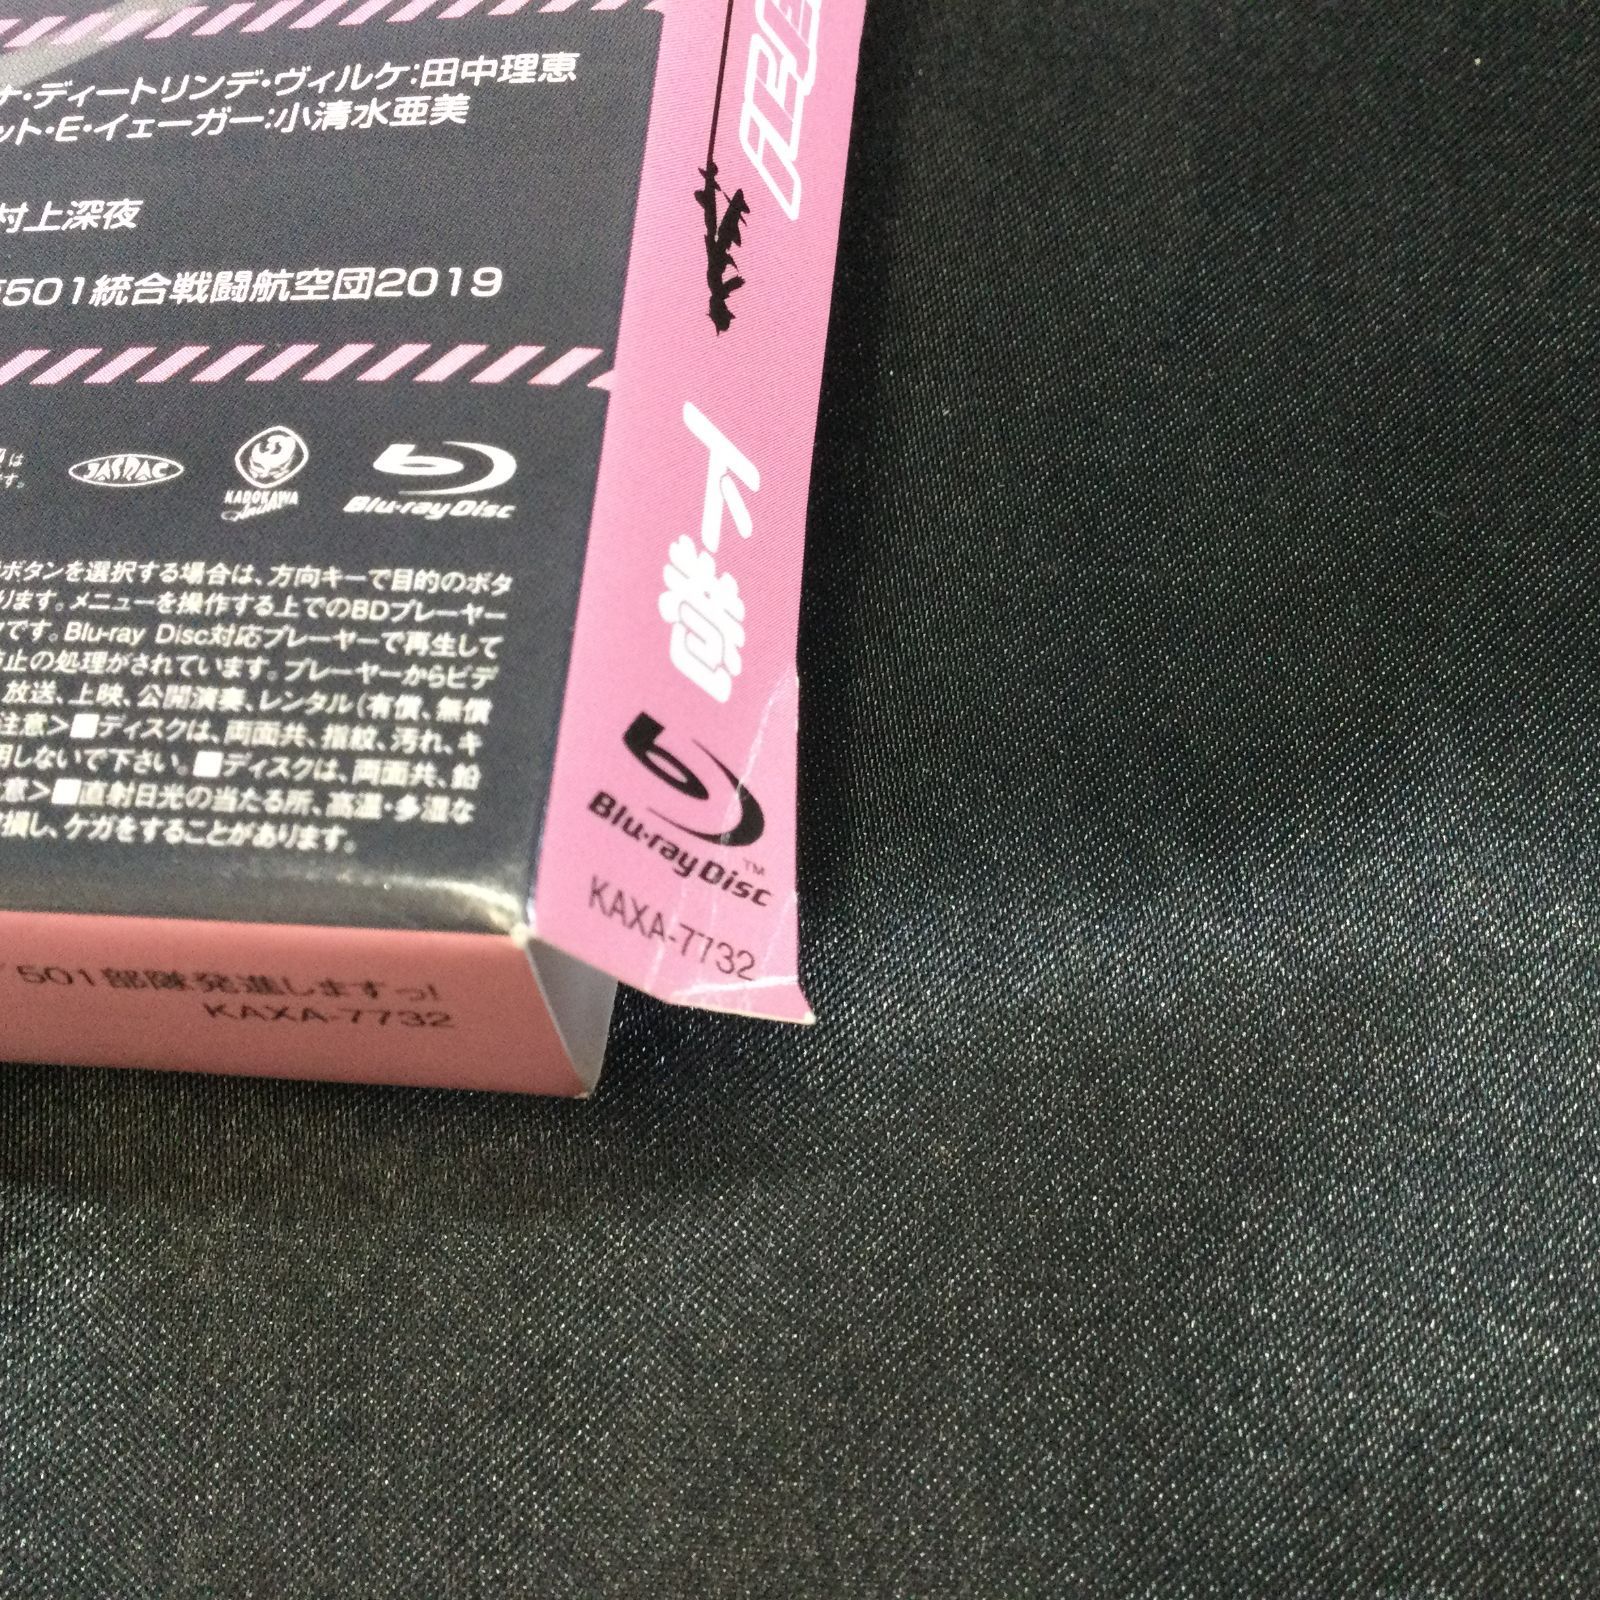 ナ・ディートリンデ・ヴィルケ:田中理恵
ット・E・イェーガー:小清水亜美
村上深夜
501統合戦闘航空団2019
は
す。
JASRAC
KADOKAWA
Anime
Blu-ray Disc
ボタンを選択する場合は、方向キーで目的のボタ
ります。メニューを操作する上でのBDプレーヤー
クです。Blu-ray Disc対応プレーヤーで再生して
止の処理がされています。プレーヤーからビデ
放送、上映、公開演奏、レンタル(有償、無償
注意>■ディスクは、両面共、指紋、汚れ、キ
用しないで下さい。■ディスクは、両面共、鉛
意>■直射日光の当たる所、高温・多湿な
損し、ケガをすることがあります。
501部隊発進しますっ!
KAXA-7732
下巻
Blu-ray Disc™
KAXA-7732